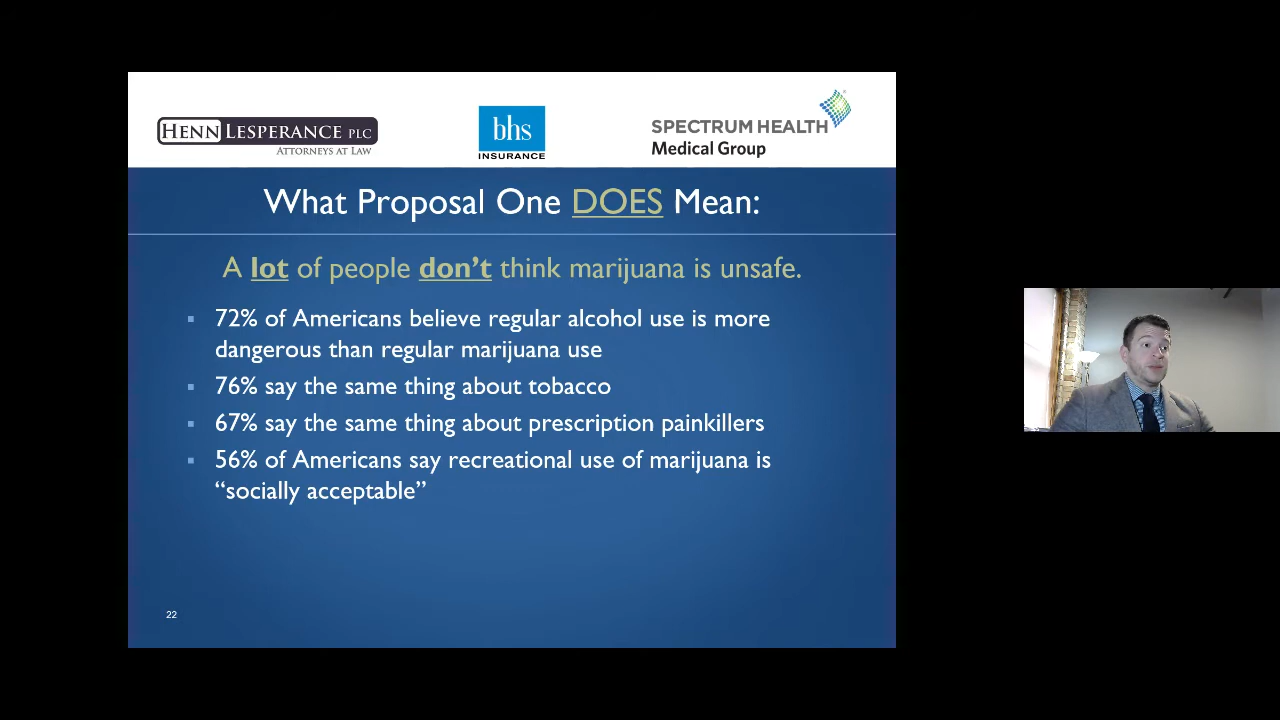 HENN LESPERANCE PLC
ATTORNEYS AT LAW
bhs
INSURANCE
SPECTRUM HEALTH
Medical Group
What Proposal One DOES Mean:
A lot of people don't think marijuana is unsafe.
▪ 72% of Americans believe regular alcohol use is more
dangerous than regular marijuana use
▪ 76% say the same thing about tobacco
▪ 67% say the same thing about prescription painkillers
▪ 56% of Americans say recreational use of marijuana is
“socially acceptable”
22